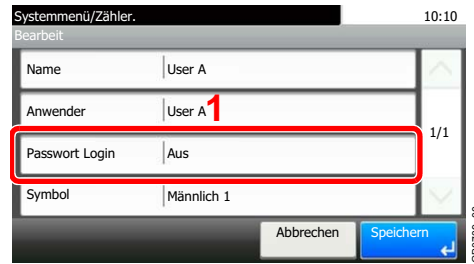 Systemmenü/Zähler. 10:10
Bearbeit
Name User A
Anwender User A 1
1/1
Passwort Login Aus
Symbol Männlich 1
Abbrechen Speichern